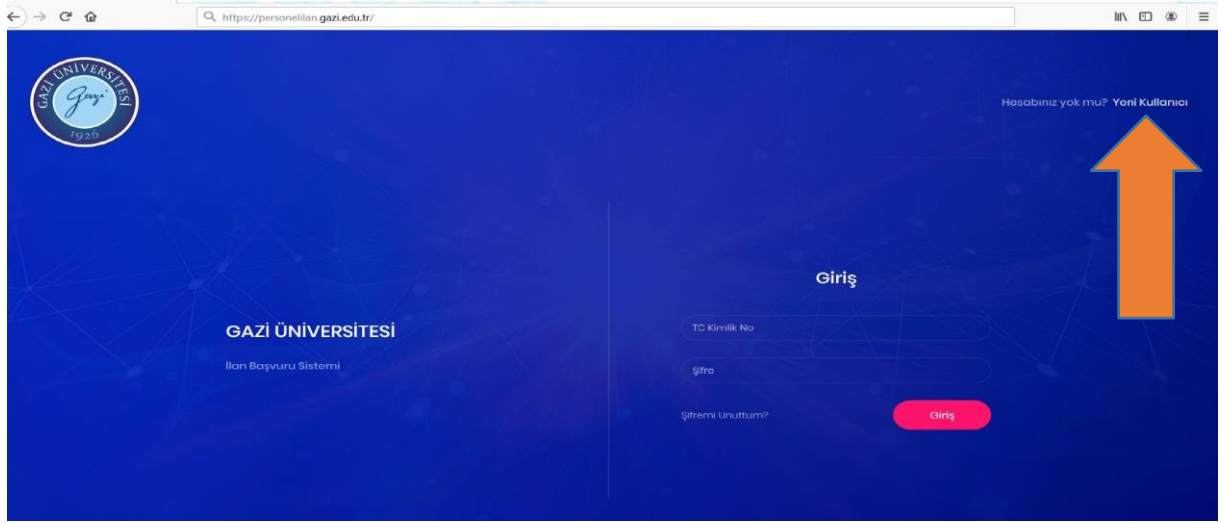 https://personelilan.gazi.edu.tr/
GAZİ ÜNİVERSİTESİ
Gazi
1926
Hesabınız yok mu? Yeni Kullanıcı
Giriş
GAZİ ÜNİVERSİTESİ
İlan Başvuru Sistemi
TC Kimlik No
Şifre
Şifremi Unuttum?
Giriş